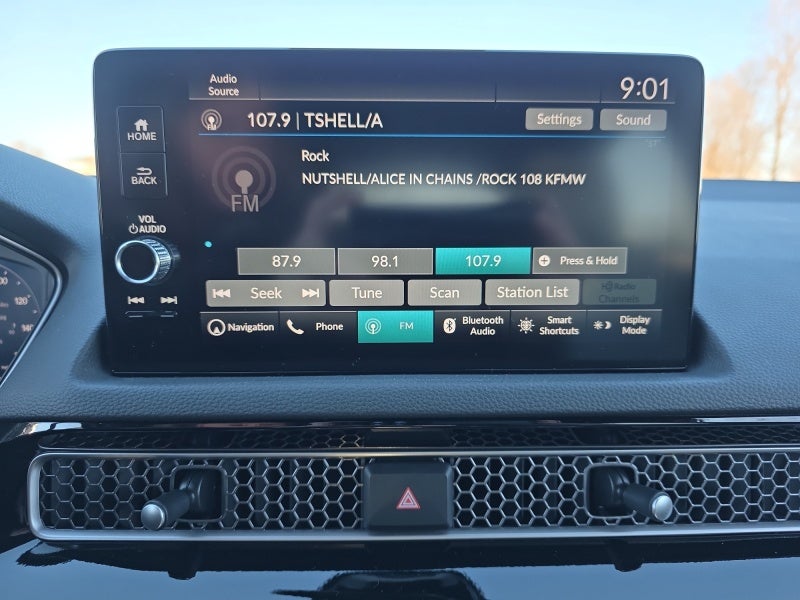 Audio
Source
9:01
107.9 | TSHELL/A
Settings
Sound
HOME
Rock
NUTSHELL/ALICE IN CHAINS /ROCK 108 KFMW
BACK
FM
VOL
AUDIO
87.9
98.1
107.9
Press & Hold
Seek
Tune
Scan
Station List
Radio
Channels
Navigation
Phone
FM
Bluetooth
Audio
Smart
Shortcuts
Display
Mode
120
140